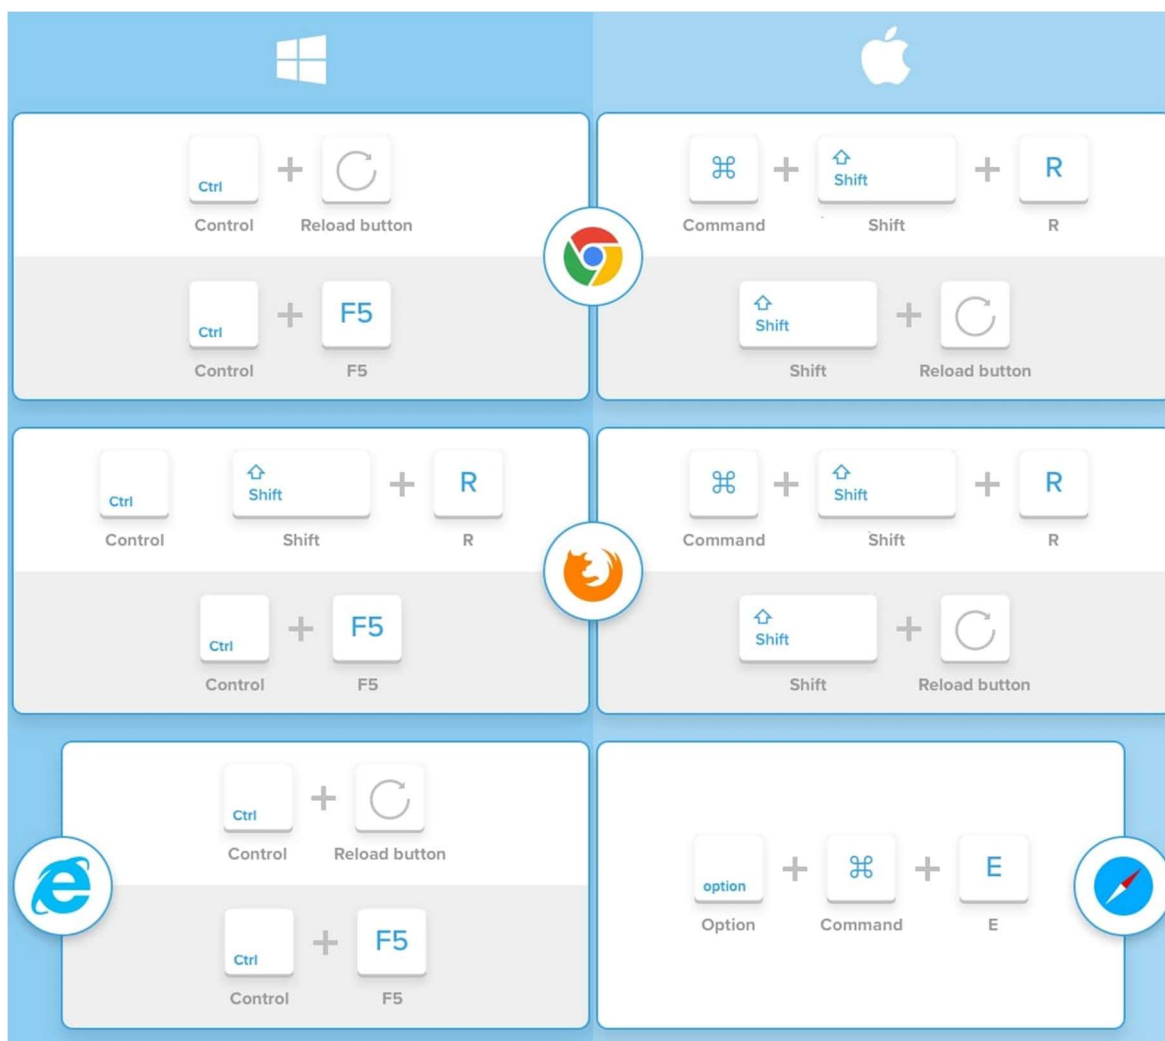 Ctrl + + ⌘ + Shift + R
Control Reload button Command Shift R
Ctrl + F5 Shift +
Control F5 Shift Reload button
Ctrl Shift + R ⌘ + Shift + R
Control Shift R Command Shift R
Ctrl + F5 Shift +
Control F5 Shift Reload button
Ctrl +
Control Reload button
option + ⌘ + E
Option Command E
Ctrl + F5
Control F5